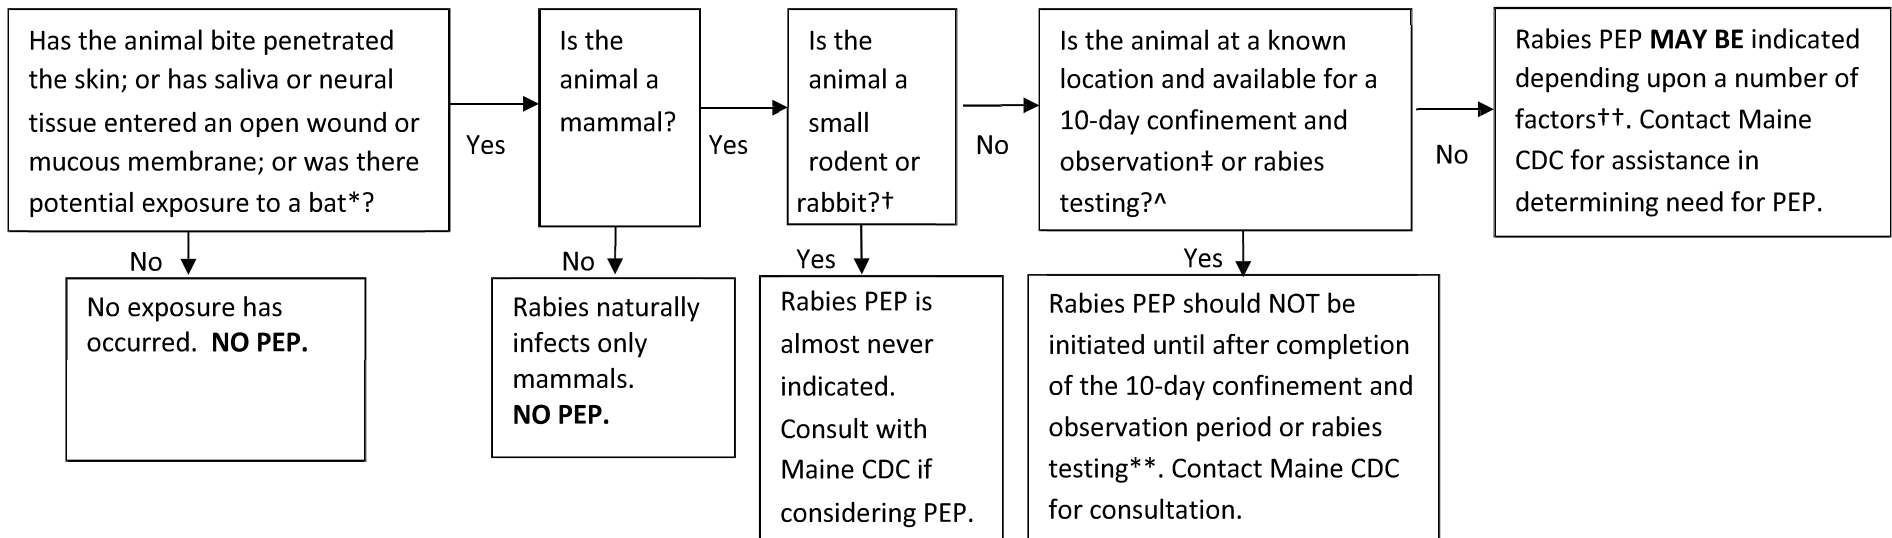 Has the animal bite penetrated
the skin; or has saliva or neural
tissue entered an open wound or
mucous membrane; or was there
potential exposure to a bat*?
Yes
No
Is the
animal a
mammal?
Yes
No
Is the
animal a
small
rodent or
rabbit?†
No
Yes
Is the animal at a known
location and available for a
10-day confinement and
observation‡ or rabies
testing?^
No
Yes
Rabies PEP MAY BE indicated
depending upon a number of
factors††. Contact Maine
CDC for assistance in
determining need for PEP.
No exposure has
occurred.  NO PEP.
Rabies naturally
infects only
mammals.
NO PEP.
Rabies PEP is
almost never
indicated.
Consult with
Maine CDC if
considering PEP.
Rabies PEP should NOT be
initiated until after completion
of the 10-day confinement and
observation period or rabies
testing**. Contact Maine CDC
for consultation.